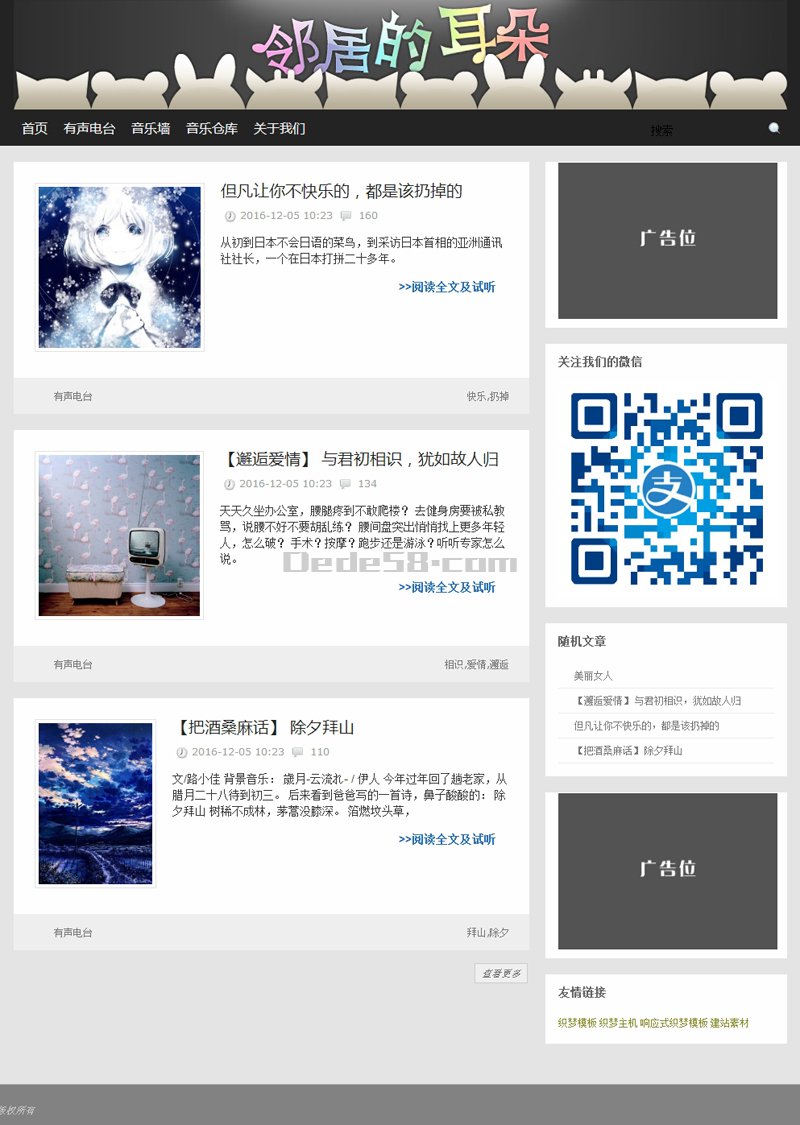 邻居的耳朵
首页 有声电台 音乐墙 音乐仓库 关于我们 搜索
但凡让你不快乐的，都是该扔掉的
2016-12-05 10:23 160
从初到日本不会日语的菜鸟，到采访日本首相的亚洲通讯
社社长，一个在日本打拼二十多年。
>>阅读全文及试听
有声电台 快乐,扔掉
【邂逅爱情】 与君初相识，犹如故人归
2016-12-05 10:23 134
天天久坐办公室，腰腿疼到不敢爬楼？ 去健身房要被私教
骂，说腰不好不要胡乱练？ 腰间盘突出悄悄找上更多年轻
人，怎么破？ 手术？按摩？跑步还是游泳？听听专家怎么
说。
Dede58.com
>>阅读全文及试听
有声电台 相识,爱情,邂逅
【把酒桑麻话】 除夕拜山
2016-12-05 10:23 110
文/路小佳 背景音乐： 歲月-云流礼- / 伊人 今年过年回了趟老家，从
腊月二十八待到初三。 后来看到爸爸写的一首诗，鼻子酸酸的： 除
夕拜山 树稀不成林，茅蒿没膝深。 箔燃坟头草，
>>阅读全文及试听
有声电台 拜山,除夕
查看更多
广告位
关注我们的微信
支
随机文章
美丽女人
【邂逅爱情】与君初相识，犹如故人归
但凡让你不快乐的，都是该扔掉的
【把酒桑麻话】除夕拜山
广告位
友情链接
织梦模板 织梦主机 响应式织梦模板 建站素材
版权所有